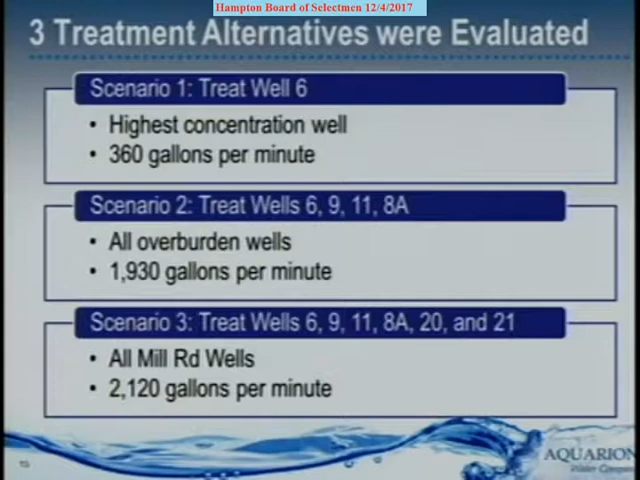 Hampton Board of Selectmen 12/4/2017
3 Treatment Alternatives were Evaluated
Scenario 1: Treat Well 6
• Highest concentration well
• 360 gallons per minute
Scenario 2: Treat Wells 6, 9, 11, 8A
• All overburden wells
• 1,930 gallons per minute
Scenario 3: Treat Wells 6, 9, 11, 8A, 20, and 21
• All Mill Rd Wells
• 2,120 gallons per minute
AQUARION
Water Company